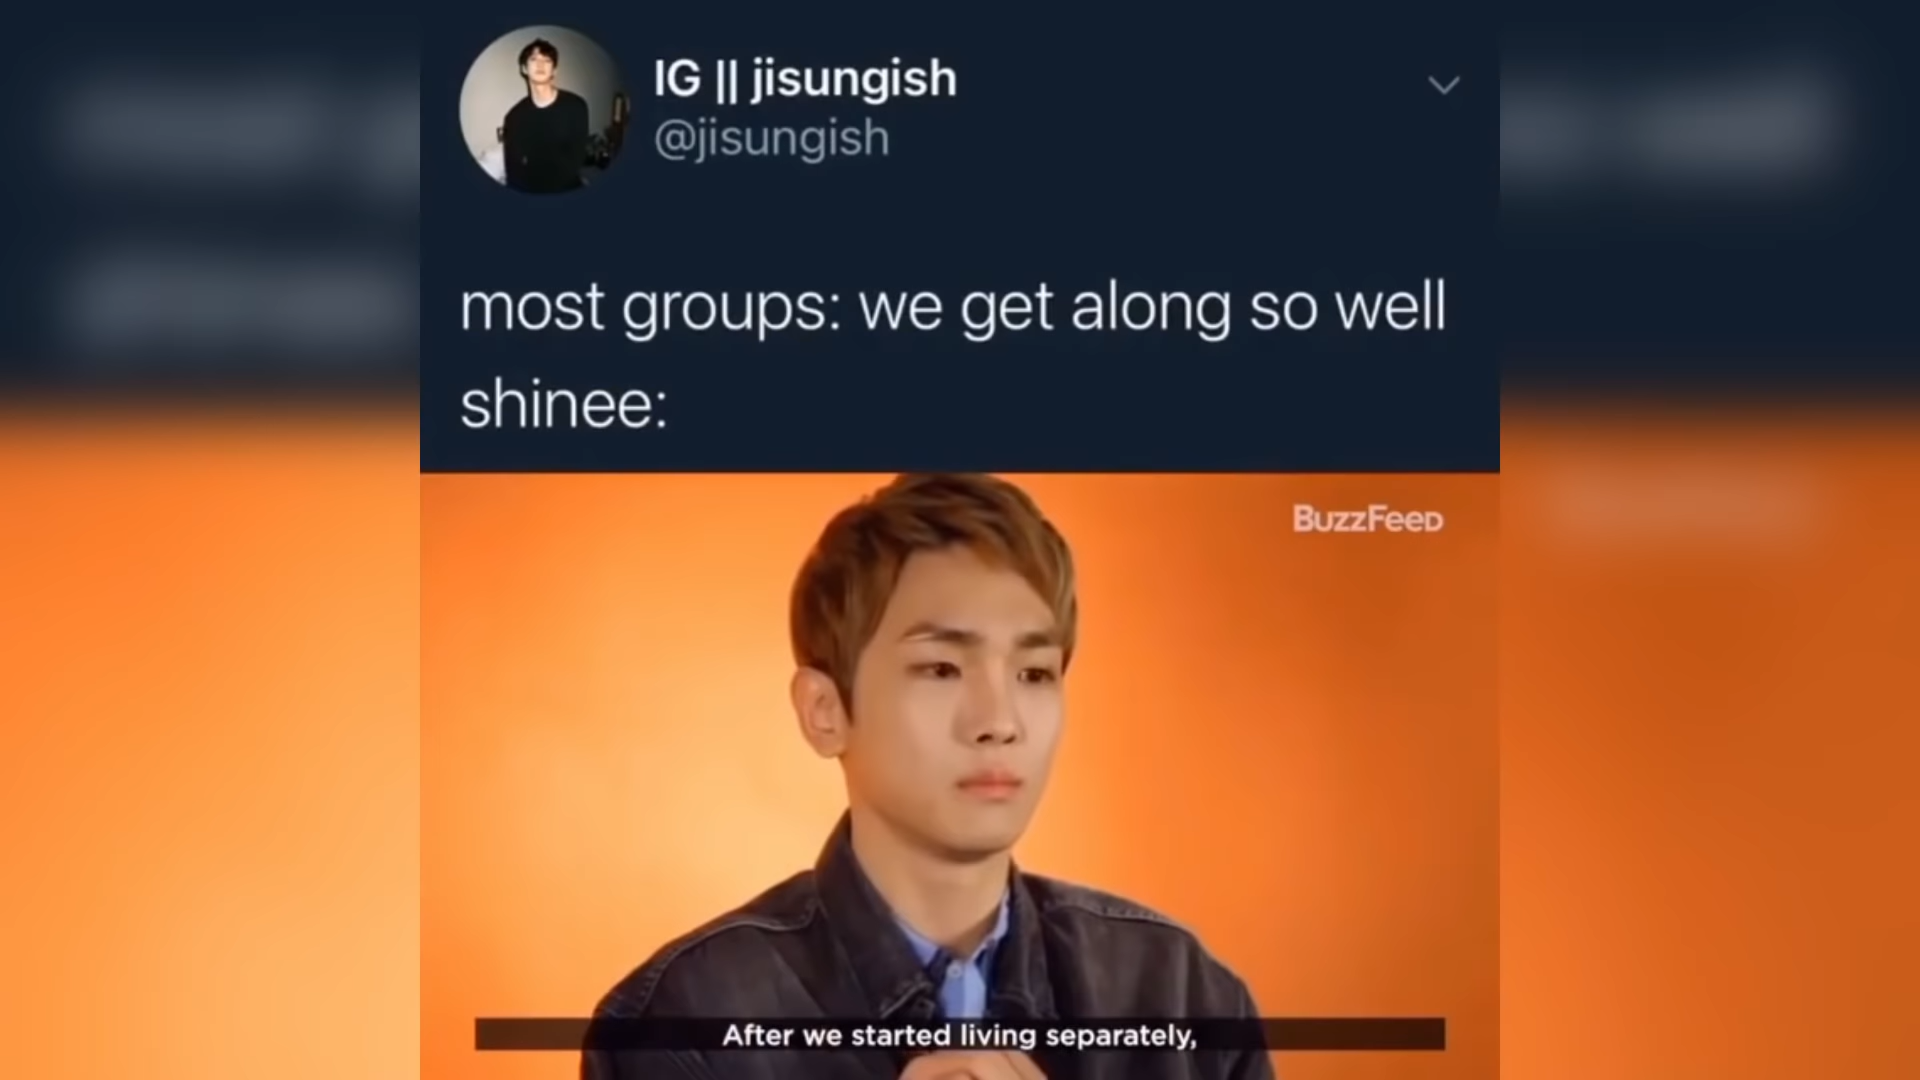 IG || jisungish
@jisungish
most groups: we get along so well
shinee:
BuzzFeed
After we started living separately,